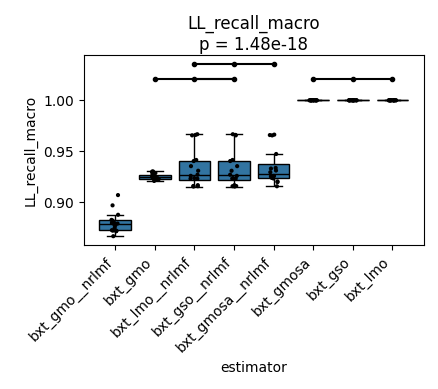 LL_recall_macro
p = 1.48e-18
LL_recall_macro
1.00
0.95
0.90
bxt_gmo__nrlmf
bxt_gmo
bxt_lmo__nrlmf
bxt_gso__nrlmf
bxt_gmosa__nrlmf
bxt_gmosa
bxt_gso
bxt_lmo
estimator